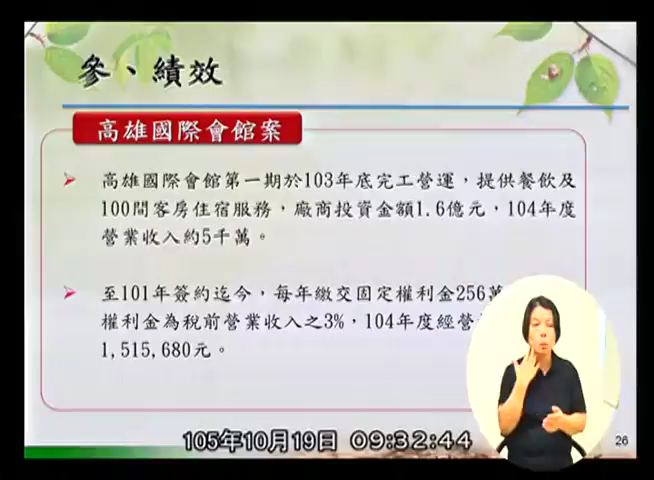 參、績效
高雄國際會館案
高雄國際會館第一期於103年底完工營運，提供餐飲及
100間客房住宿服務，廠商投資金額1.6億元，104年度
營業收入約5千萬。
至101年簽約迄今，每年繳交固定權利金256萬
權利金為稅前營業收入之3%，104年度經營
1,515,680元。
105年10月19日 09:32:44
26